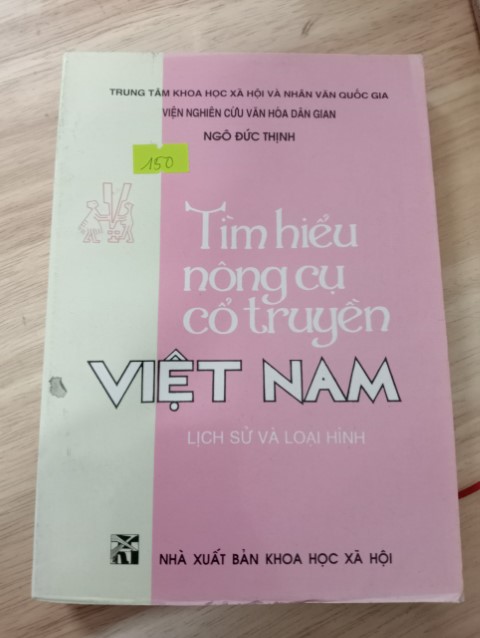 TRUNG TÂM KHOA HỌC XÃ HỘI VÀ NHÂN VĂN QUỐC GIA
VIỆN NGHIÊN CỨU VĂN HÓA DÂN GIAN
NGÔ ĐỨC THỊNH
150
Tìm hiểu
nông cụ
cổ truyền
VIỆT NAM
LỊCH SỬ VÀ LOẠI HÌNH
NHÀ XUẤT BẢN KHOA HỌC XÃ HỘI